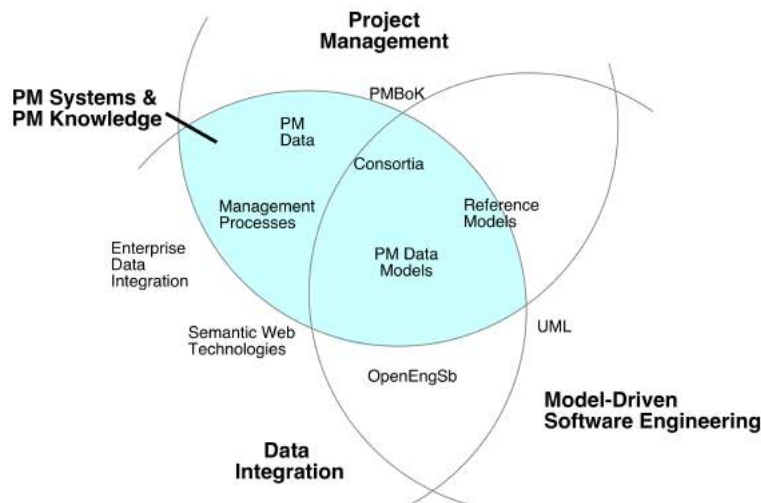 Project
Management
PM Systems &
PM Knowledge
PMBoK
PM
Data
Consortia
Management
Processes
Reference
Models
Enterprise
Data
Integration
PM Data
Models
Semantic Web
Technologies
UML
OpenEngSb
Model-Driven
Software Engineering
Data
Integration